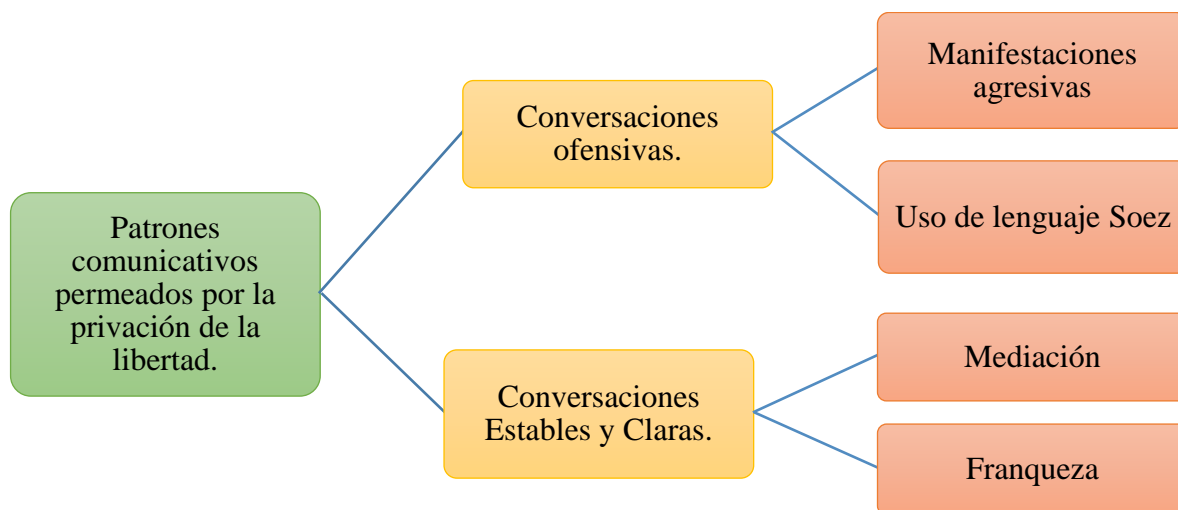 Patrones
comunicativos
permeados por la
privación de la
libertad.
Conversaciones
ofensivas.
Manifestaciones
agresivas
Uso de lenguaje Soez
Conversaciones
Estables y Claras.
Mediación
Franqueza